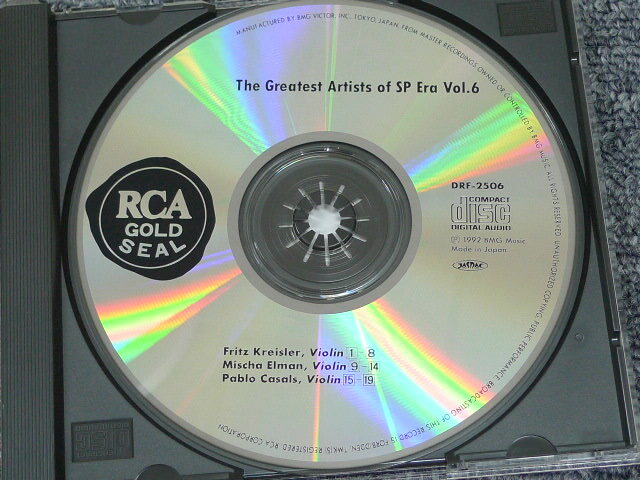 MANUFACTURED BY BMG VICTOR, INC., TOKYO, JAPAN, FROM MASTER RECORDINGS OWNED OR CONTROLLED BY BMG MUSIC. ALL RIGHTS RESERVED. UNAUTHORIZED COPYING, PUBLIC PERFORMANCE, BROADCASTING OF THIS RECORD IS FORBIDDEN. TMK(S) REGISTERED. RCA CORPORATION
The Greatest Artists of SP Era Vol.6
DRF-2506
COMPACT
disc
DIGITAL AUDIO
℗ 1992 BMG Music
Made in Japan
JASRAC
RCA
GOLD
SEAL
Fritz Kreisler, Violin 1 - 8
Mischa Elman, Violin 9 - 14
Pablo Casals, Violin 15 - 19